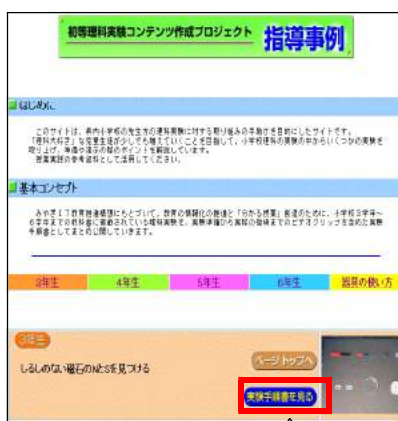 初等理科実験コンテンツ作成プロジェクト 指導事例
はじめに
このサイトは、県内小学校の先生方の理科実験に対する取り組みの手助けを目的にしたサイトです。
「理科大好き」な児童生徒が少しでも増えていくことを目指して、小学校理科の実験の中からいくつかの実験を
取り上げ、準備や演示の際のポイントを解説しています。
授業実践の参考資料として活用してください。
基本コンセプト
みやぎIT教育推進構想にもとづいて、教育の情報化の推進と「分かる授業」創造のために、小学校3学年～
6学年までの教科書に掲載されている理科実験を、実験準備から実際の指導までのビデオクリップを含めた実験
手順書としてまとめ公開していきます。
3年生 4年生 5年生 6年生 器具の使い方
3年生
しるしのない磁石のNとSを見つける
ページトップへ
実験手順書を見る